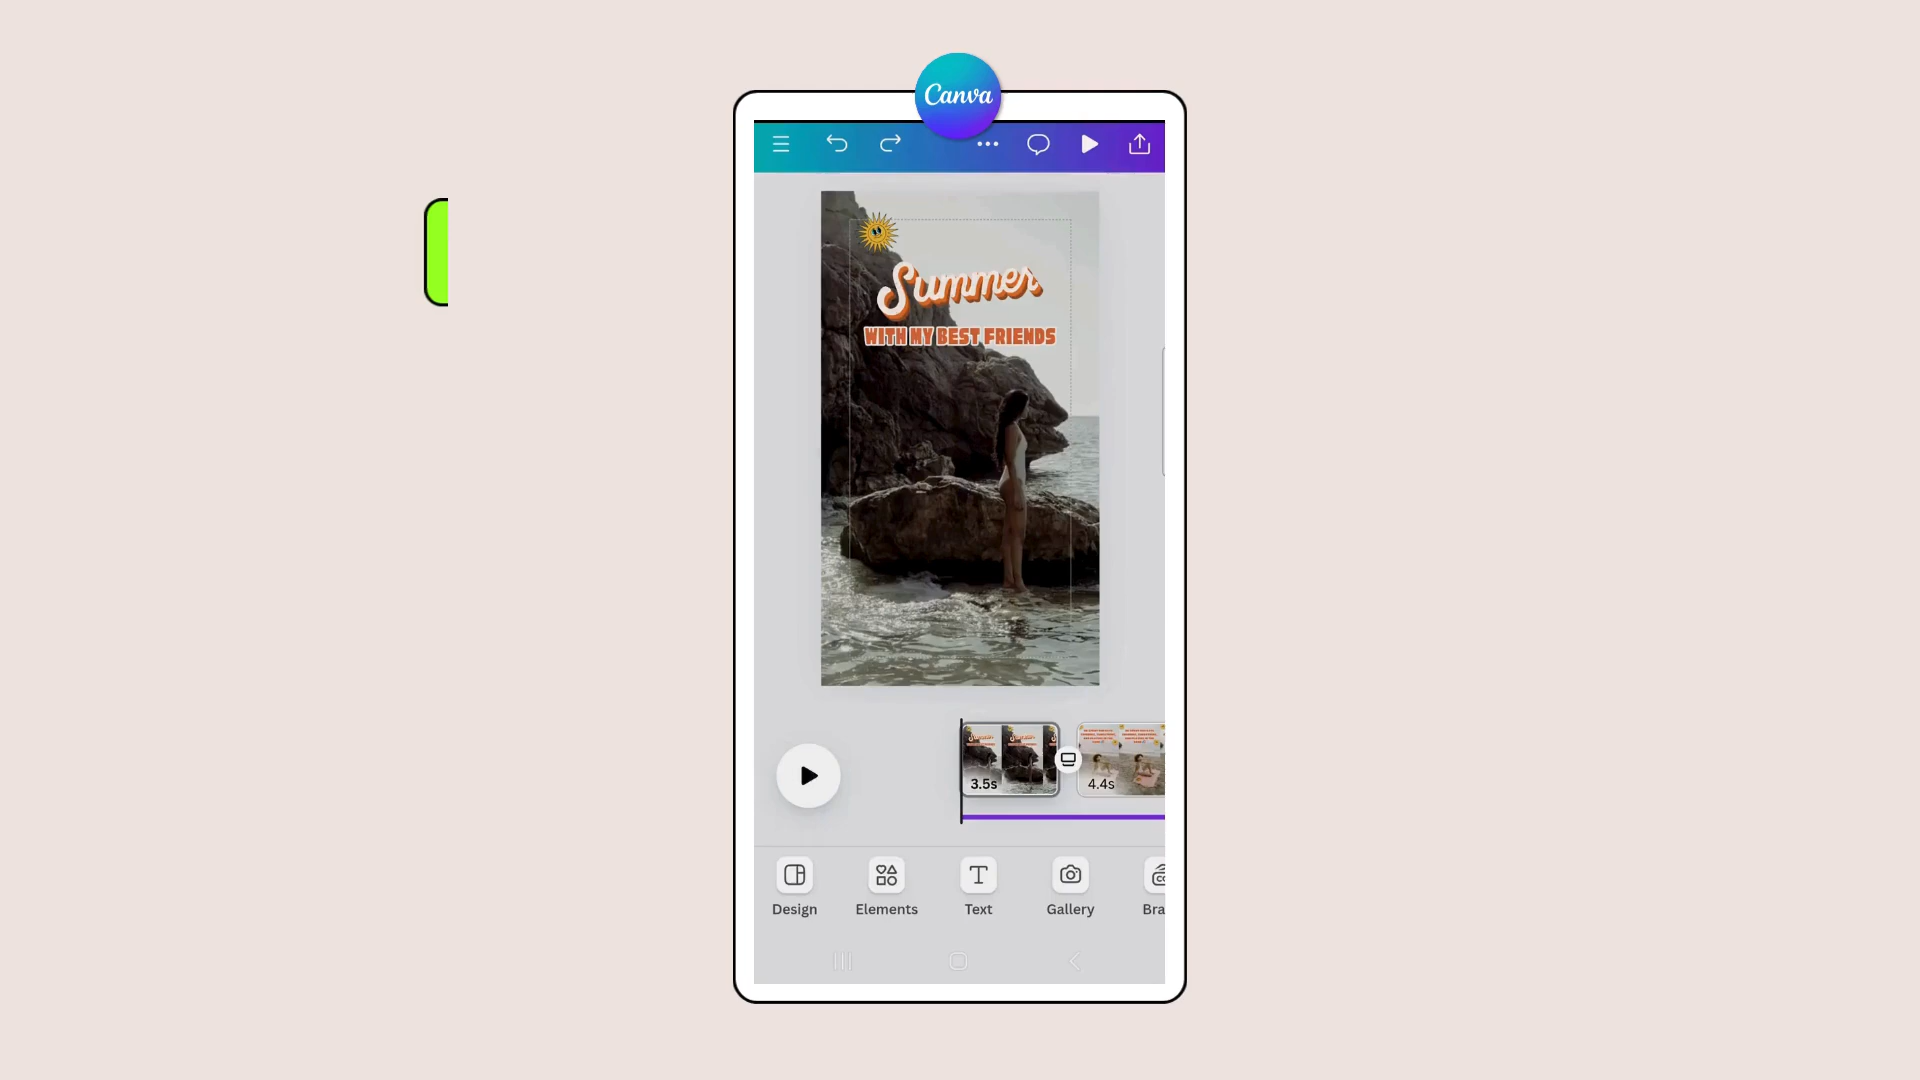 Canva
Summer
WITH MY BEST FRIENDS
3.5s
4.4s
Design
Elements
Text
Gallery
Bra